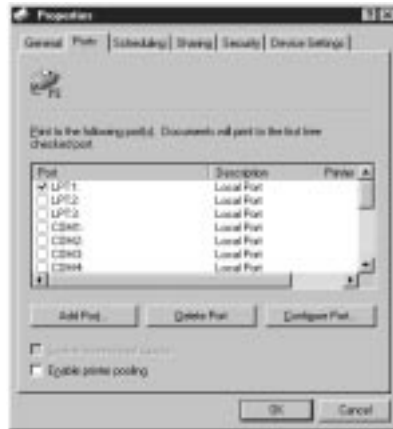 Properties
General Ports Scheduling Sharing Security Device Settings
Print to the following port(s). Documents will print to the first free
checked port.
Port Description Printer
LPT1: Local Port
LPT2: Local Port
LPT3: Local Port
COM1: Local Port
COM2: Local Port
COM3: Local Port
COM4: Local Port
Add Port... Delete Port Configure Port...
Enable printer pooling
OK Cancel